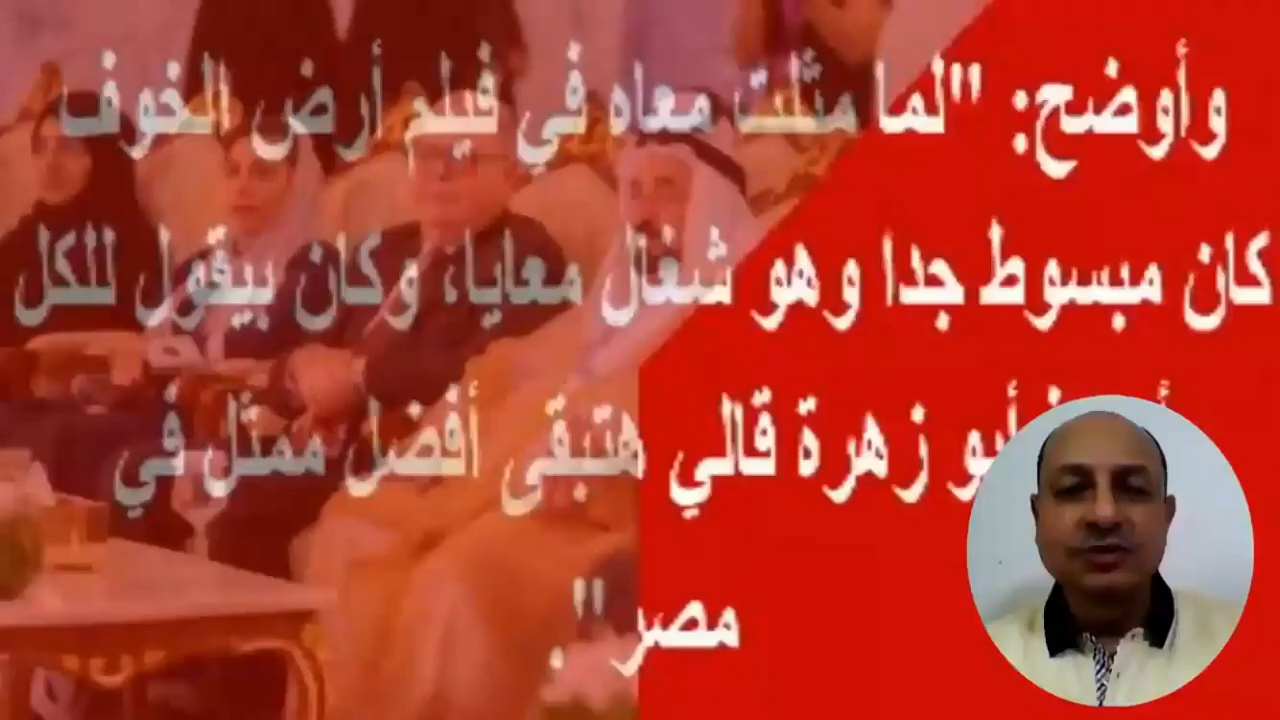 وأوضح: "لما مثلت معاه في فيلم أرض الخوف
كان مبسوط جدا وهو شغال معايا، وكان بيقول للكل
زهرة قالي هتبقى أفضل ممثل في
مصر".